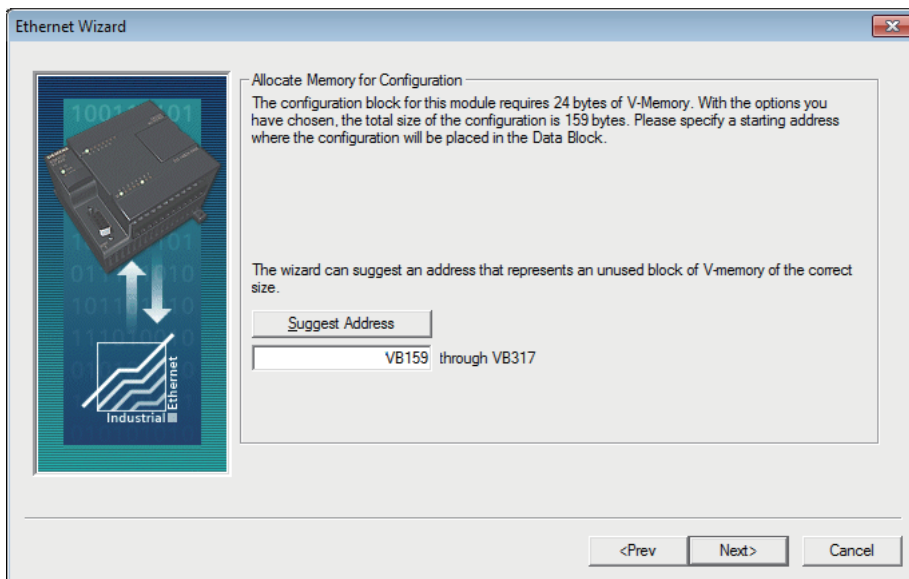 Ethernet Wizard
Allocate Memory for Configuration
The configuration block for this module requires 24 bytes of V-Memory. With the options you
have chosen, the total size of the configuration is 159 bytes. Please specify a starting address
where the configuration will be placed in the Data Block.
The wizard can suggest an address that represents an unused block of V-memory of the correct
size.
Suggest Address
VB159 through VB317
SIEMENS
Industrial
Ethernet
<Prev
Next>
Cancel